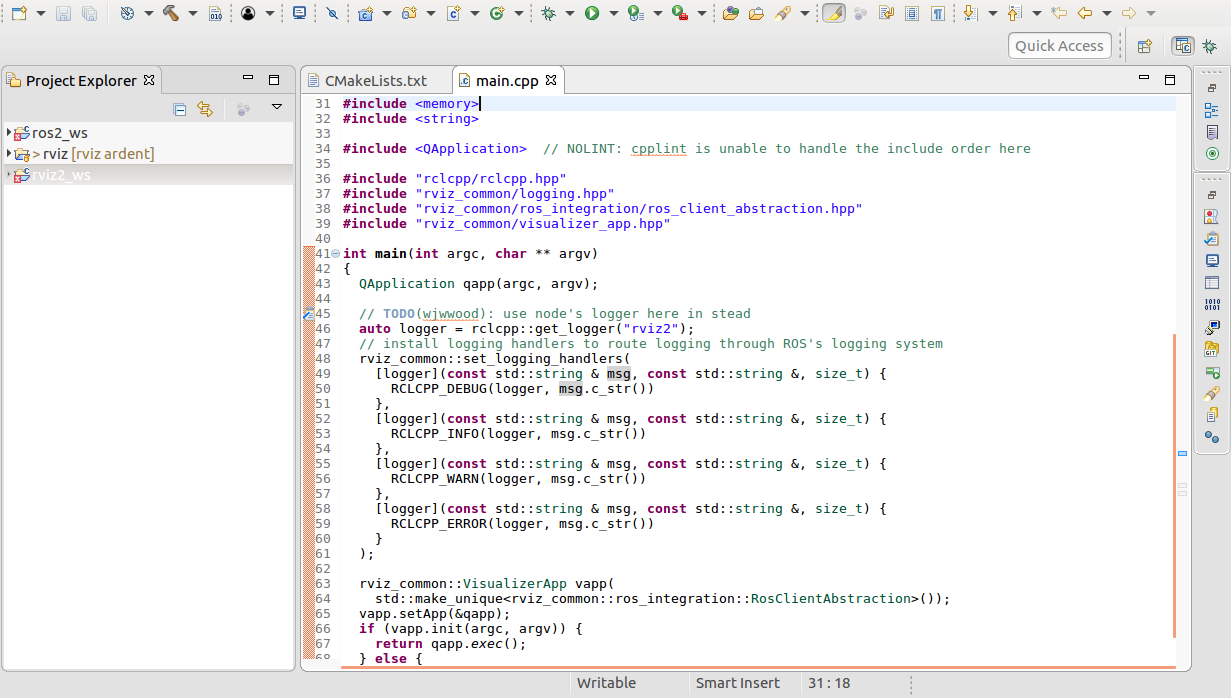 Quick Access
Project Explorer
ros2_ws
> rviz [rviz ardent]
rviz2_ws
CMakeLists.txt
main.cpp
31 #include <memory>
32 #include <string>
33
34 #include <QApplication>  // NOLINT: cpplint is unable to handle the include order here
35
36 #include "rclcpp/rclcpp.hpp"
37 #include "rviz_common/logging.hpp"
38 #include "rviz_common/ros_integration/ros_client_abstraction.hpp"
39 #include "rviz_common/visualizer_app.hpp"
40
41 int main(int argc, char ** argv)
42 {
43   QApplication qapp(argc, argv);
44
45   // TODO(wjwwood): use node's logger here in stead
46   auto logger = rclcpp::get_logger("rviz2");
47   // install logging handlers to route logging through ROS's logging system
48   rviz_common::set_logging_handlers(
49     [logger](const std::string & msg, const std::string &, size_t) {
50       RCLCPP_DEBUG(logger, msg.c_str())
51     },
52     [logger](const std::string & msg, const std::string &, size_t) {
53       RCLCPP_INFO(logger, msg.c_str())
54     },
55     [logger](const std::string & msg, const std::string &, size_t) {
56       RCLCPP_WARN(logger, msg.c_str())
57     },
58     [logger](const std::string & msg, const std::string &, size_t) {
59       RCLCPP_ERROR(logger, msg.c_str())
60     }
61   );
62
63   rviz_common::VisualizerApp vapp(
64     std::make_unique<rviz_common::ros_integration::RosClientAbstraction>());
65   vapp.setApp(&qapp);
66   if (vapp.init(argc, argv)) {
67     return qapp.exec();
68   } else {
Writable
Smart Insert
31 : 18